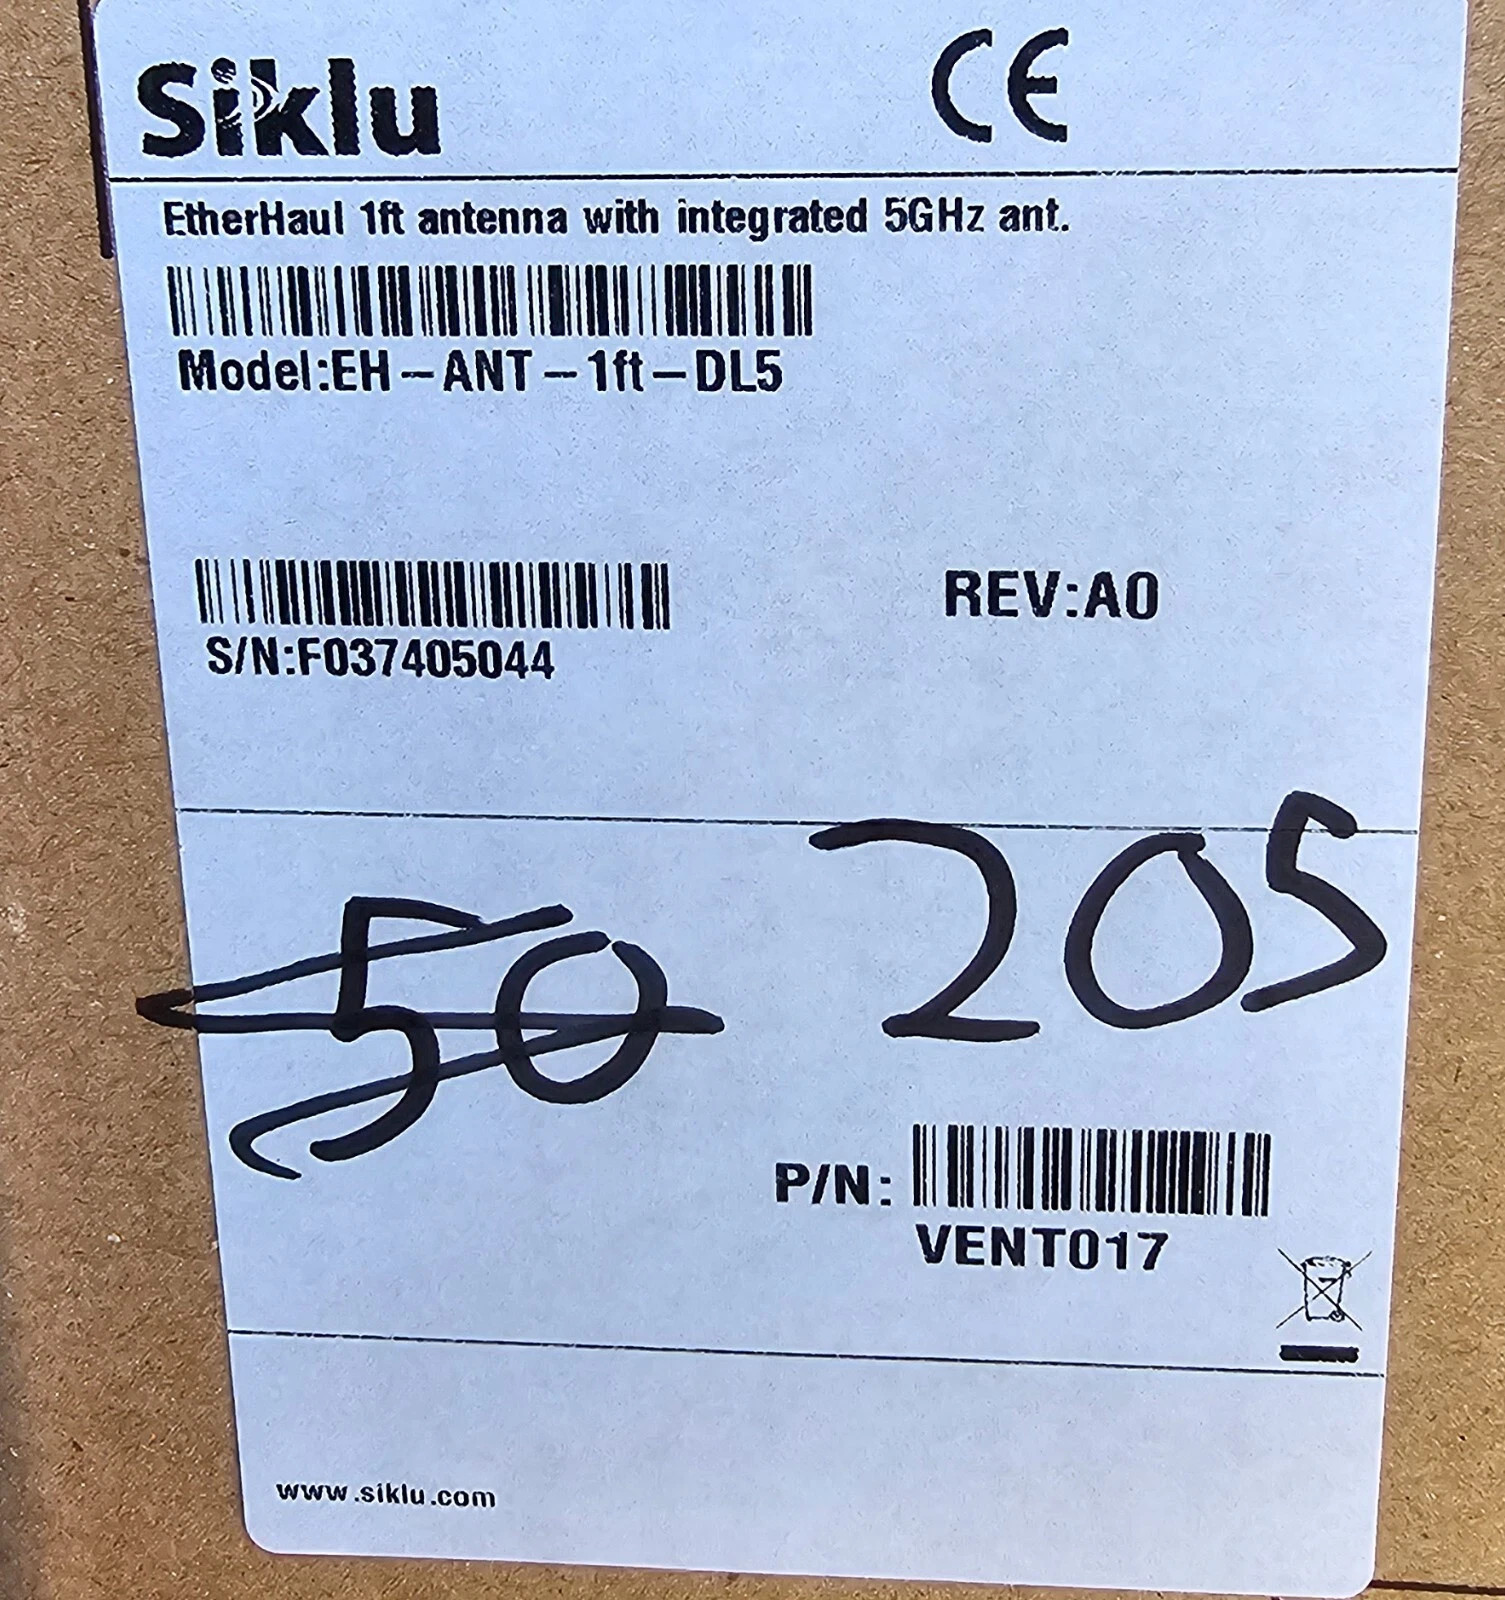 Siklu CE
EtherHaul 1ft antenna with integrated 5GHz ant.
Model:EH-ANT-1ft-DL5
REV:A0
S/N:F037405044
205
50
P/N:
VENT017
www.siklu.com